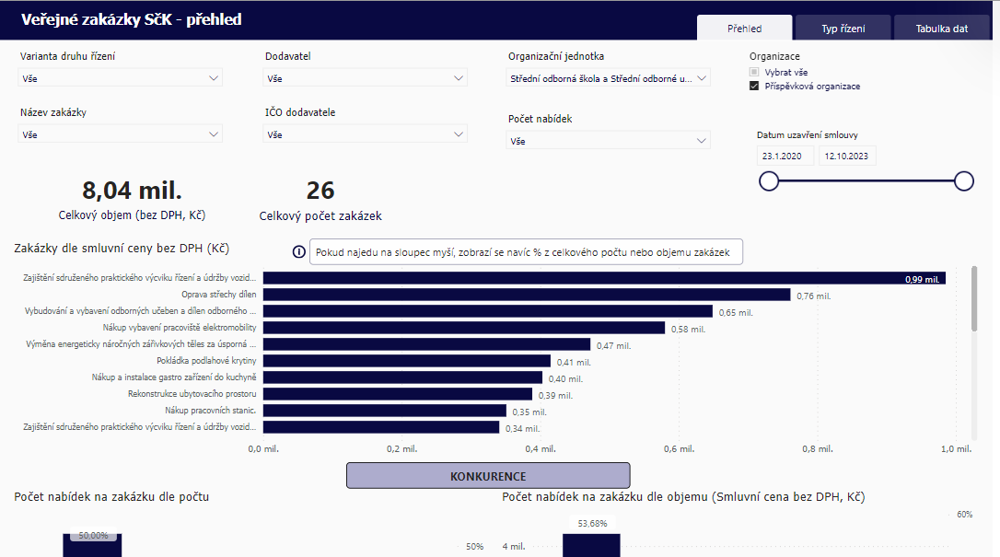 Veřejné zakázky SčK - přehled
Přehled
Typ řízení
Tabulka dat
Varianta druhu řízení
Vše
Dodavatel
Vše
Organizační jednotka
Střední odborná škola a Střední odborné u...
Organizace
Vybrat vše
Příspěvková organizace
Název zakázky
Vše
IČO dodavatele
Vše
Počet nabídek
Vše
Datum uzavření smlouvy
23.1.2020
12.10.2023
8,04 mil.
Celkový objem (bez DPH, Kč)
26
Celkový počet zakázek
Zakázky dle smluvní ceny bez DPH (Kč)
Pokud najedu na sloupec myší, zobrazí se navíc % z celkového počtu nebo objemu zakázek
Zajištění sdruženého praktického výcviku řízení a údržby vozid... 0,99 mil.
Oprava střechy dílen 0,76 mil.
Vybudování a vybavení odborných učeben a dílen odborného ... 0,65 mil.
Nákup vybavení pracoviště elektromobility 0,58 mil.
Výměna energeticky náročných zářivkových těles za úsporná ... 0,47 mil.
Pokládka podlahové krytiny 0,41 mil.
Nákup a instalace gastro zařízení do kuchyně 0,40 mil.
Rekonstrukce ubytovacího prostoru 0,39 mil.
Nákup pracovních stanic. 0,35 mil.
Zajištění sdruženého praktického výcviku řízení a údržby vozid... 0,34 mil.
0,0 mil. 0,2 mil. 0,4 mil. 0,6 mil. 0,8 mil. 1,0 mil.
KONKURENCE
Počet nabídek na zakázku dle počtu
50,00%
50%
Počet nabídek na zakázku dle objemu (Smluvní cena bez DPH, Kč)
60%
53,68%
4 mil.